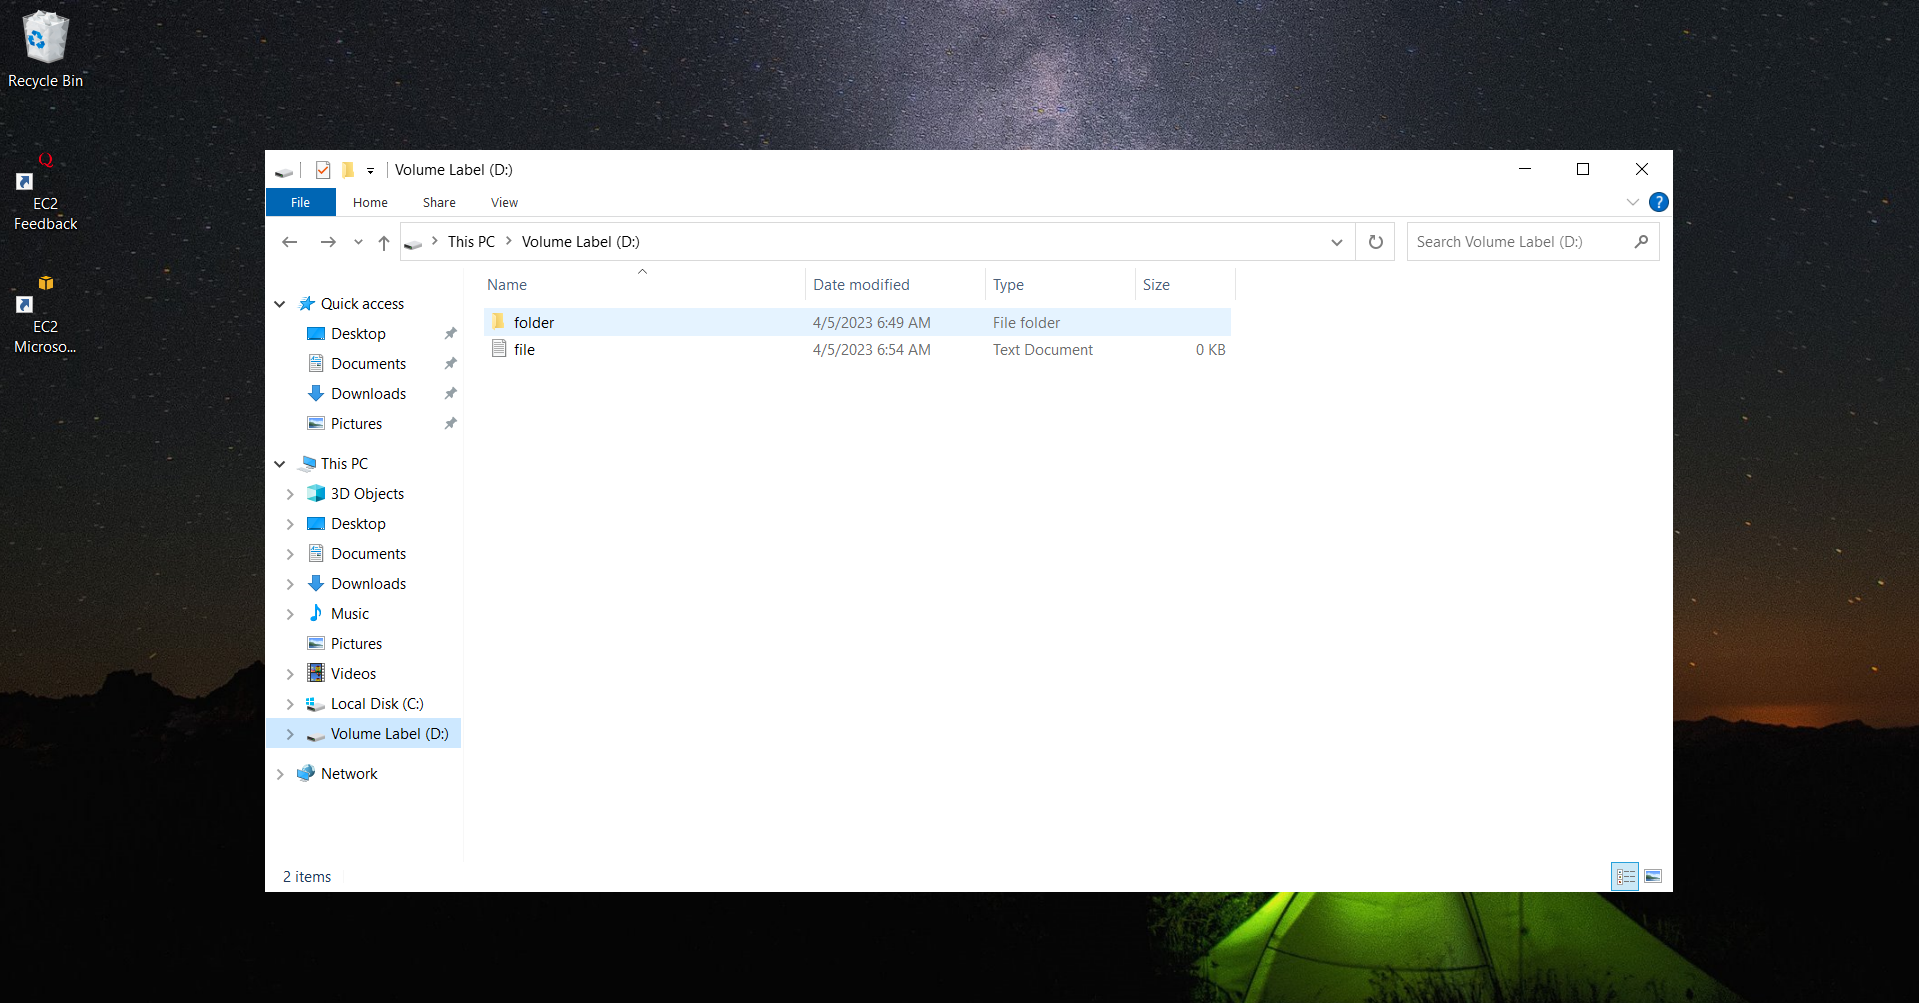 Recycle Bin
Q
EC2
Feedback
EC2
Microso...
Volume Label (D:)
File Home Share View ?
This PC Volume Label (D:) Search Volume Label (D:)
Name Date modified Type Size
folder 4/5/2023 6:49 AM File folder
file 4/5/2023 6:54 AM Text Document 0 KB
Quick access
Desktop
Documents
Downloads
Pictures
This PC
3D Objects
Desktop
Documents
Downloads
Music
Pictures
Videos
Local Disk (C:)
Volume Label (D:)
Network
2 items